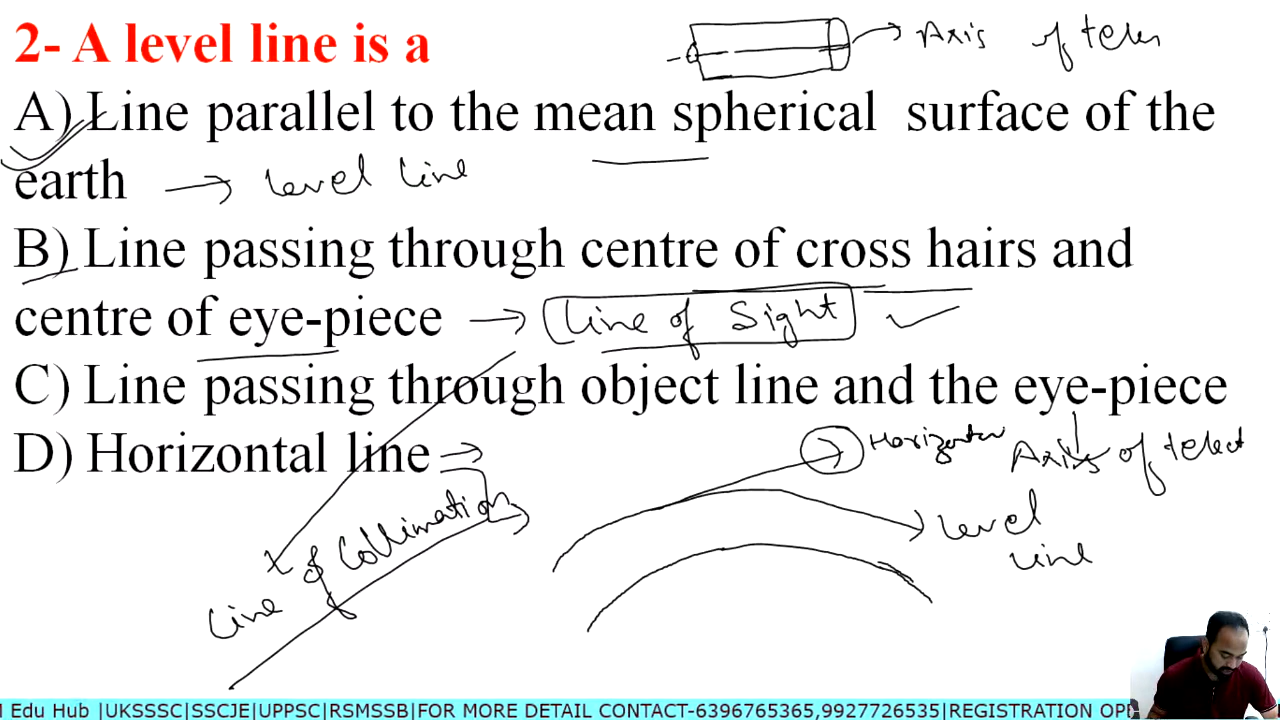 2- A level line is a
Axis of teles
A) Line parallel to the mean spherical surface of the
earth → level line
B) Line passing through centre of cross hairs and
centre of eye-piece → Line of Sight
C) Line passing through object line and the eye-piece
D) Horizontal line
Horizontal
Axis of
Line of Collimation
Level
line
Edu Hub |UKSSSC|SSCJE|UPPSC|RSMSSB|FOR MORE DETAIL CONTACT-6396765365,9927726535|REGISTRATION